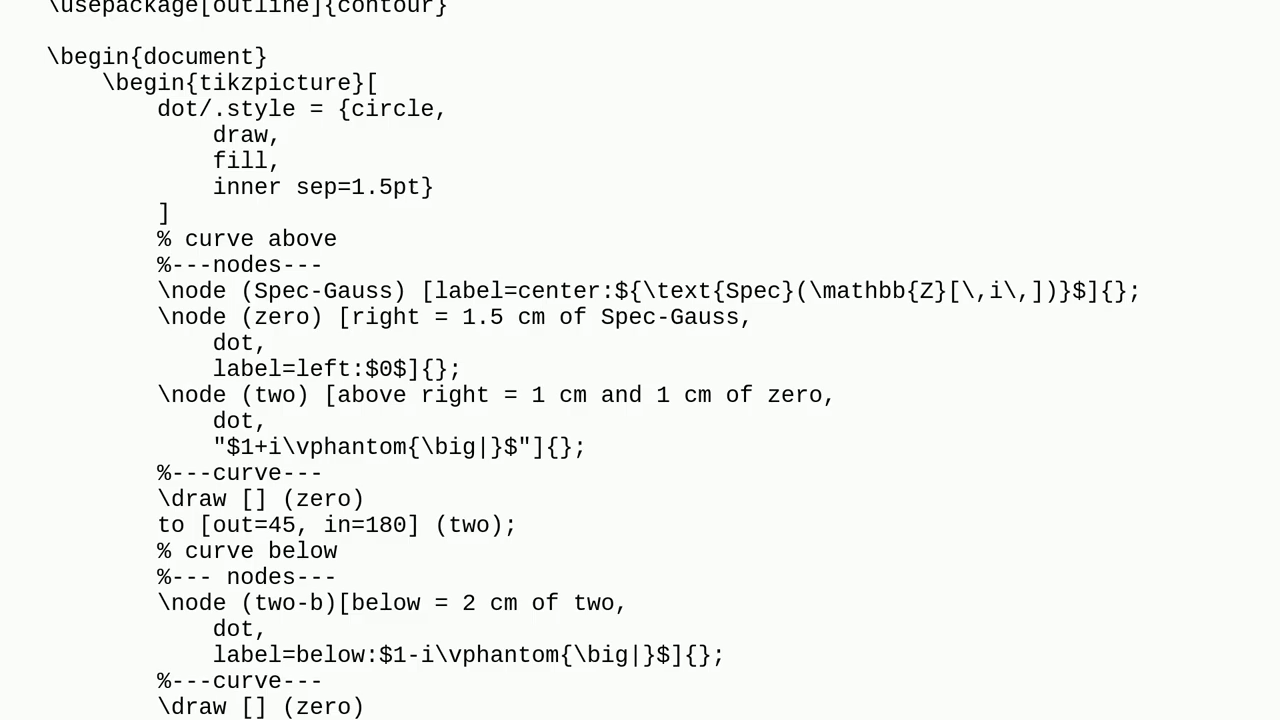 \usepackage[outline]{contour}
\begin{document}
\begin{tikzpicture}[
dot/.style = {circle,
draw,
fill,
inner sep=1.5pt}
]
% curve above
%---nodes---
\node (Spec-Gauss) [label=center:${\text{Spec}(\mathbb{Z}[\,i\,])}$]{};
\node (zero) [right = 1.5 cm of Spec-Gauss,
dot,
label=left:$0$]{};
\node (two) [above right = 1 cm and 1 cm of zero,
dot,
"$1+i\vphantom{\big|}$"]{};
%---curve---
\draw [] (zero)
to [out=45, in=180] (two);
% curve below
%--- nodes---
\node (two-b)[below = 2 cm of two,
dot,
label=below:$1-i\vphantom{\big|}$]{};
%---curve---
\draw [] (zero)